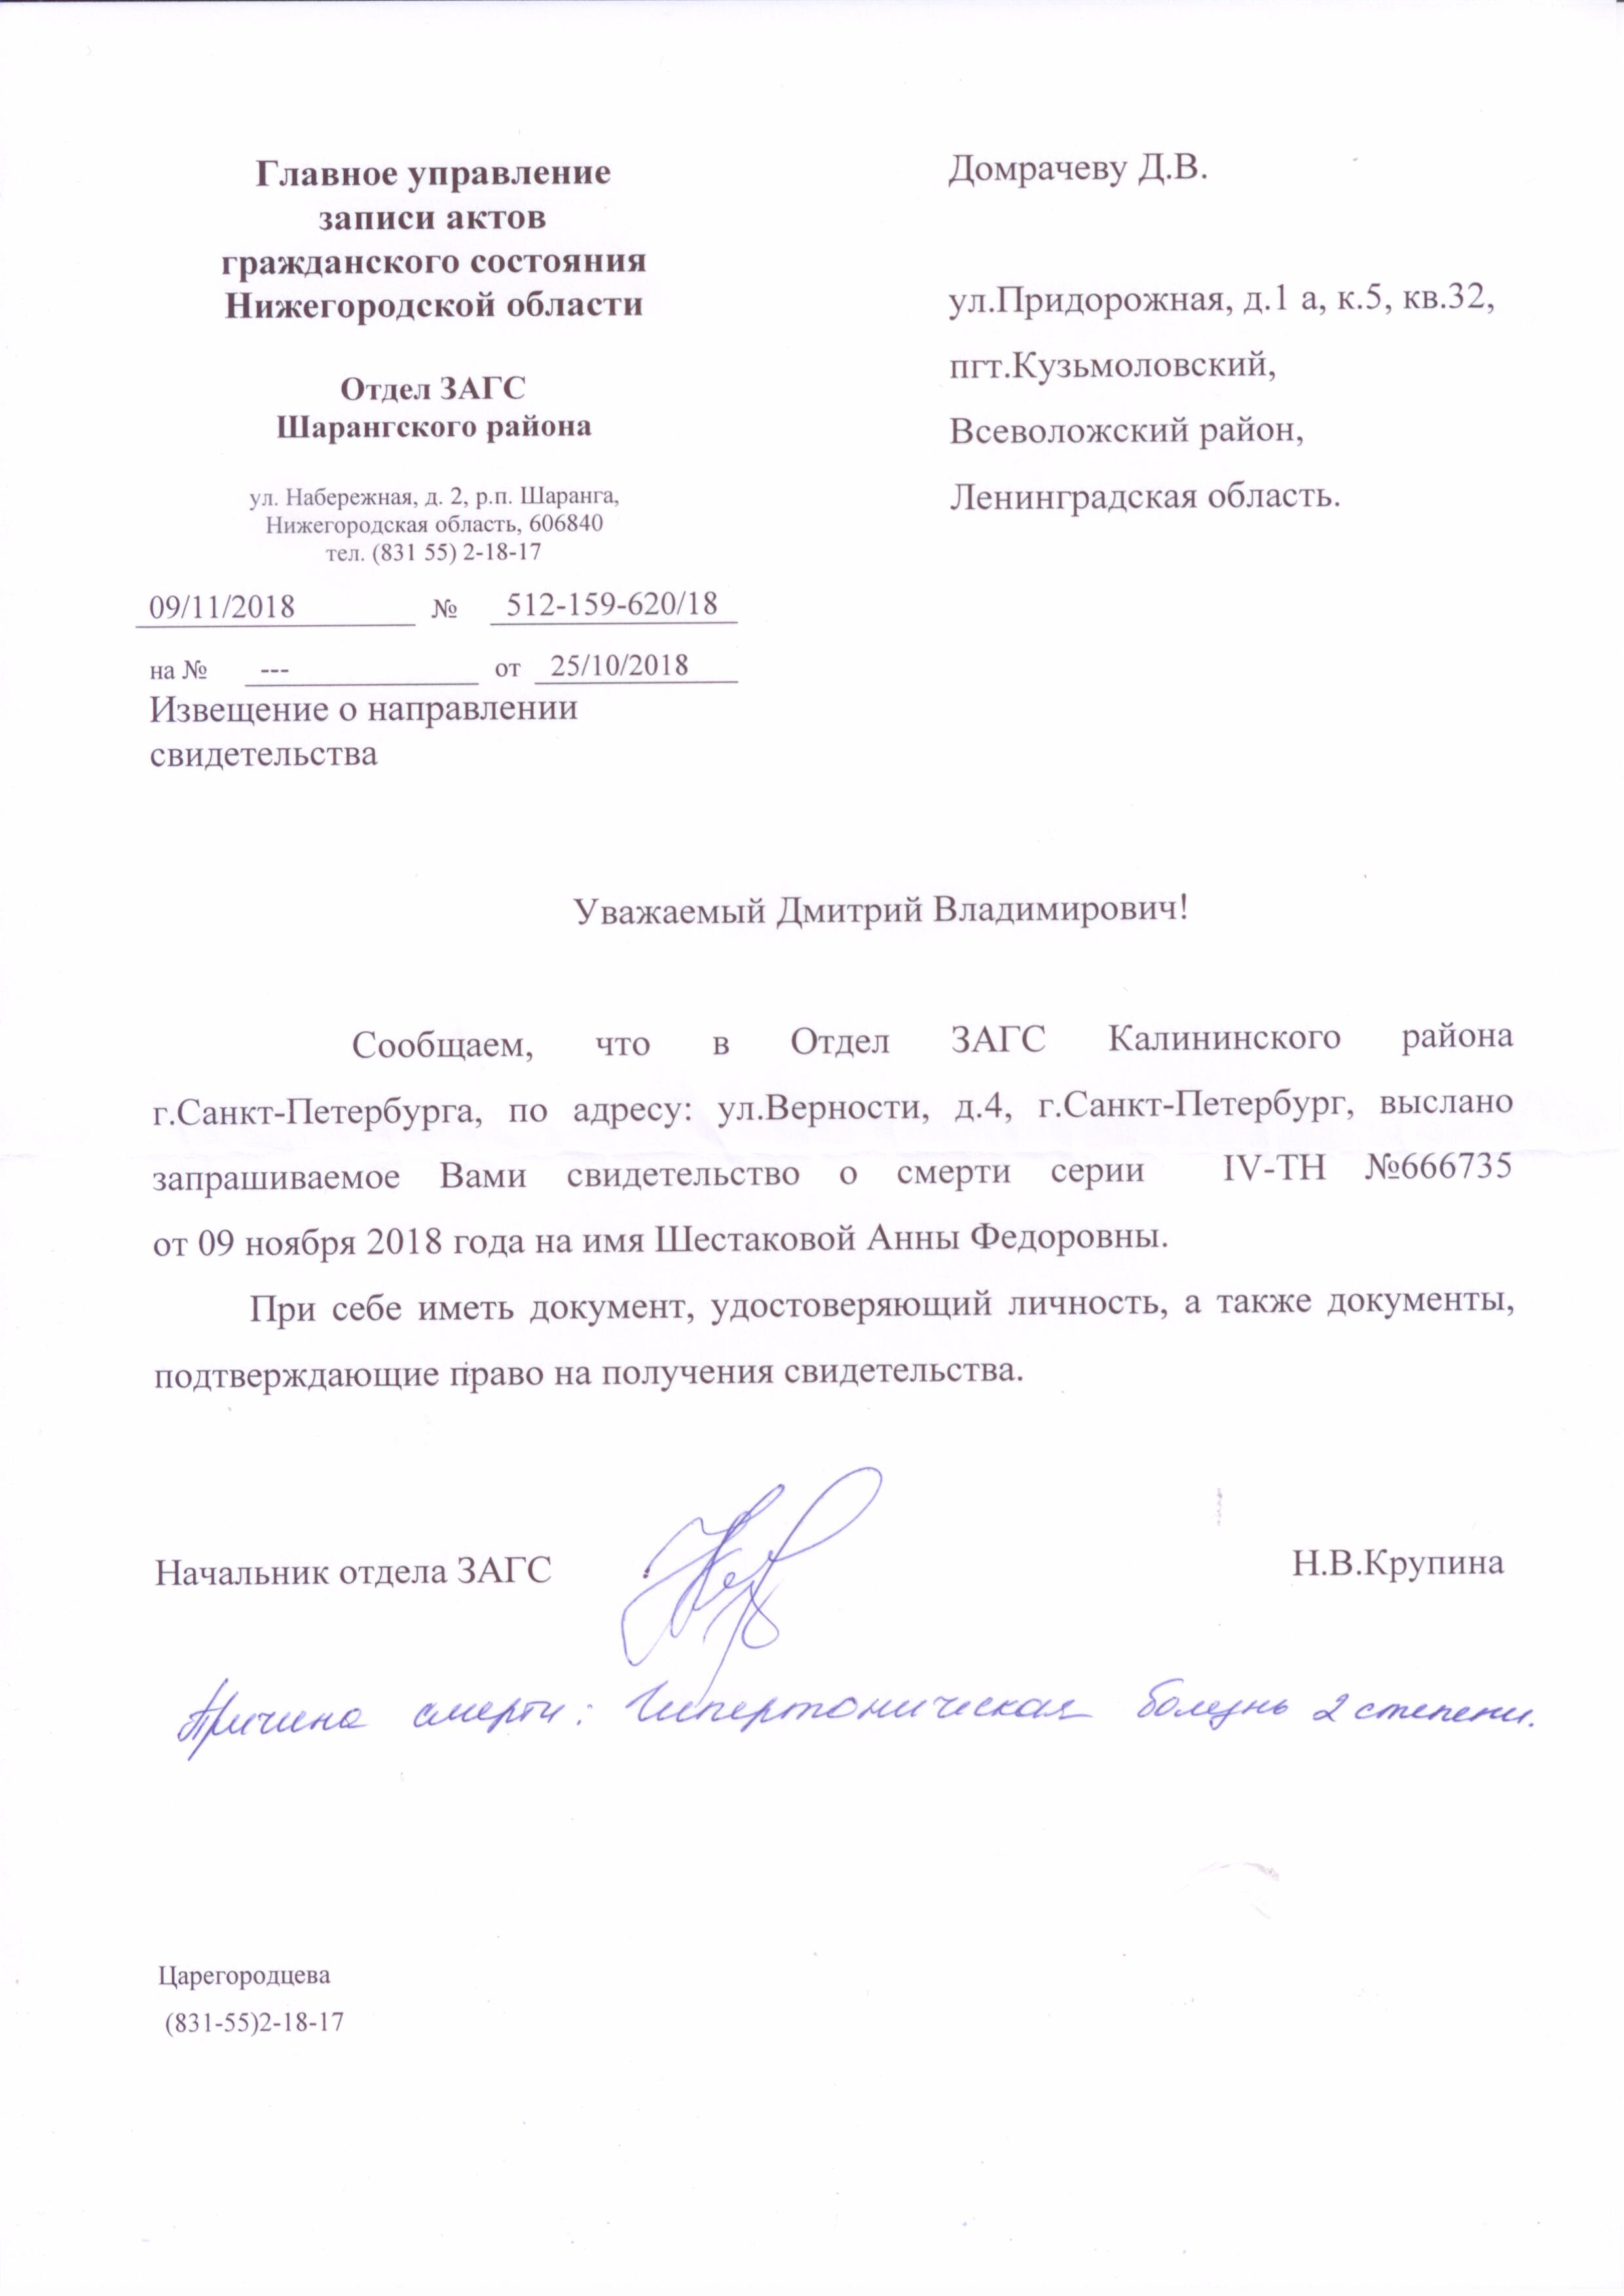 Главное управление
записи актов
гражданского состояния
Нижегородской области
Отдел ЗАГС
Шарангского района
ул. Набережная, д. 2, р.п. Шаранга,
Нижегородская область, 606840
тел. (831 55) 2-18-17
09/11/2018 № 512-159-620/18
на № --- от 25/10/2018
Извещение о направлении
свидетельства
Домрачеву Д.В.
ул.Придорожная, д.1 а, к.5, кв.32,
пгт.Кузьмоловский,
Всеволожский район,
Ленинградская область.
Уважаемый Дмитрий Владимирович!
Сообщаем, что в Отдел ЗАГС Калининского района
г.Санкт-Петербурга, по адресу: ул.Верности, д.4, г.Санкт-Петербург, выслано
запрашиваемое Вами свидетельство о смерти серии IV-ТН №666735
от 09 ноября 2018 года на имя Шестаковой Анны Федоровны.
При себе иметь документ, удостоверяющий личность, а также документы,
подтверждающие право на получения свидетельства.
Начальник отдела ЗАГС Н.В.Крупина
Причина смерти: Гипертоническая болезнь 2 степени.
Царегородцева
(831-55)2-18-17